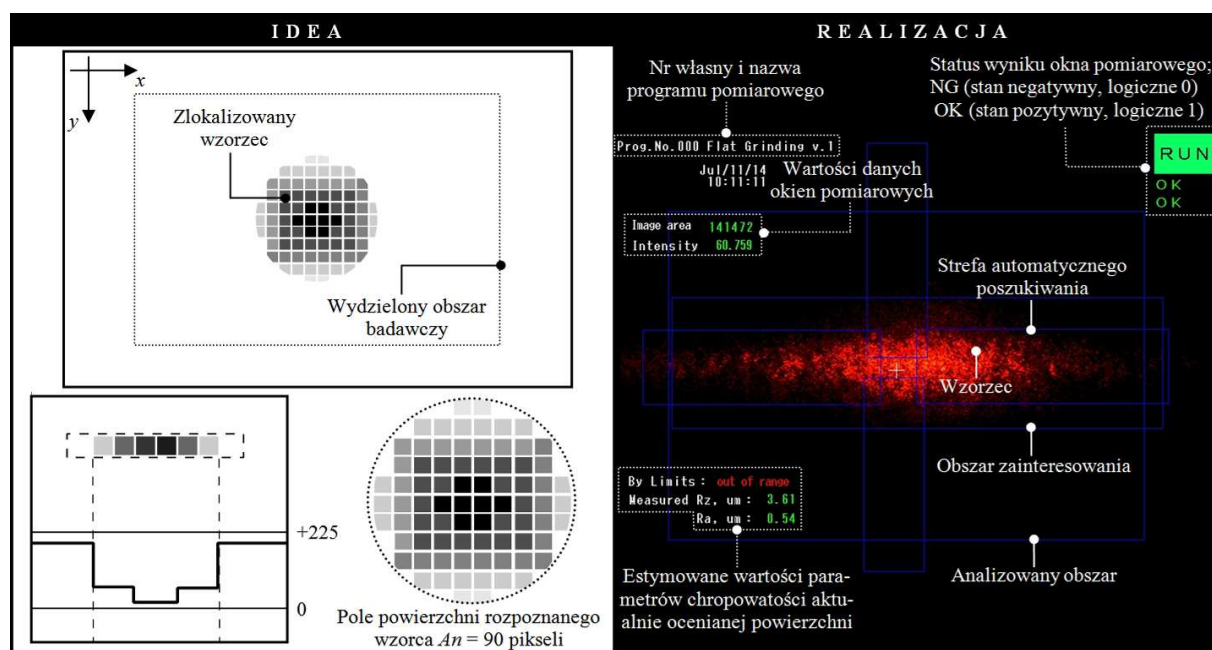 IDEA
x
y
Zlokalizowany
wzorzec
Wydzielony obszar
badawczy
+225
0
Pole powierzchni rozpoznanego
wzorca An = 90 pikseli
REALIZACJA
Nr własny i nazwa
programu pomiarowego
Status wyniku okna pomiarowego;
NG (stan negatywny, logiczne 0)
OK (stan pozytywny, logiczne 1)
Prog.No.000 Flat Grinding v.1
Jul/11/14
10:11:11
Wartości danych
okien pomiarowych
RUN
OK
OK
Image area 141472
Intensity 60.759
Strefa automatycznego
poszukiwania
Wzorzec
Obszar zainteresowania
By Limits : out of range
Measured Rz, um : 3.61
Ra, um : 0.54
Analizowany obszar
Estymowane wartości para-
metrów chropowatości aktu-
alnie ocenianej powierzchni